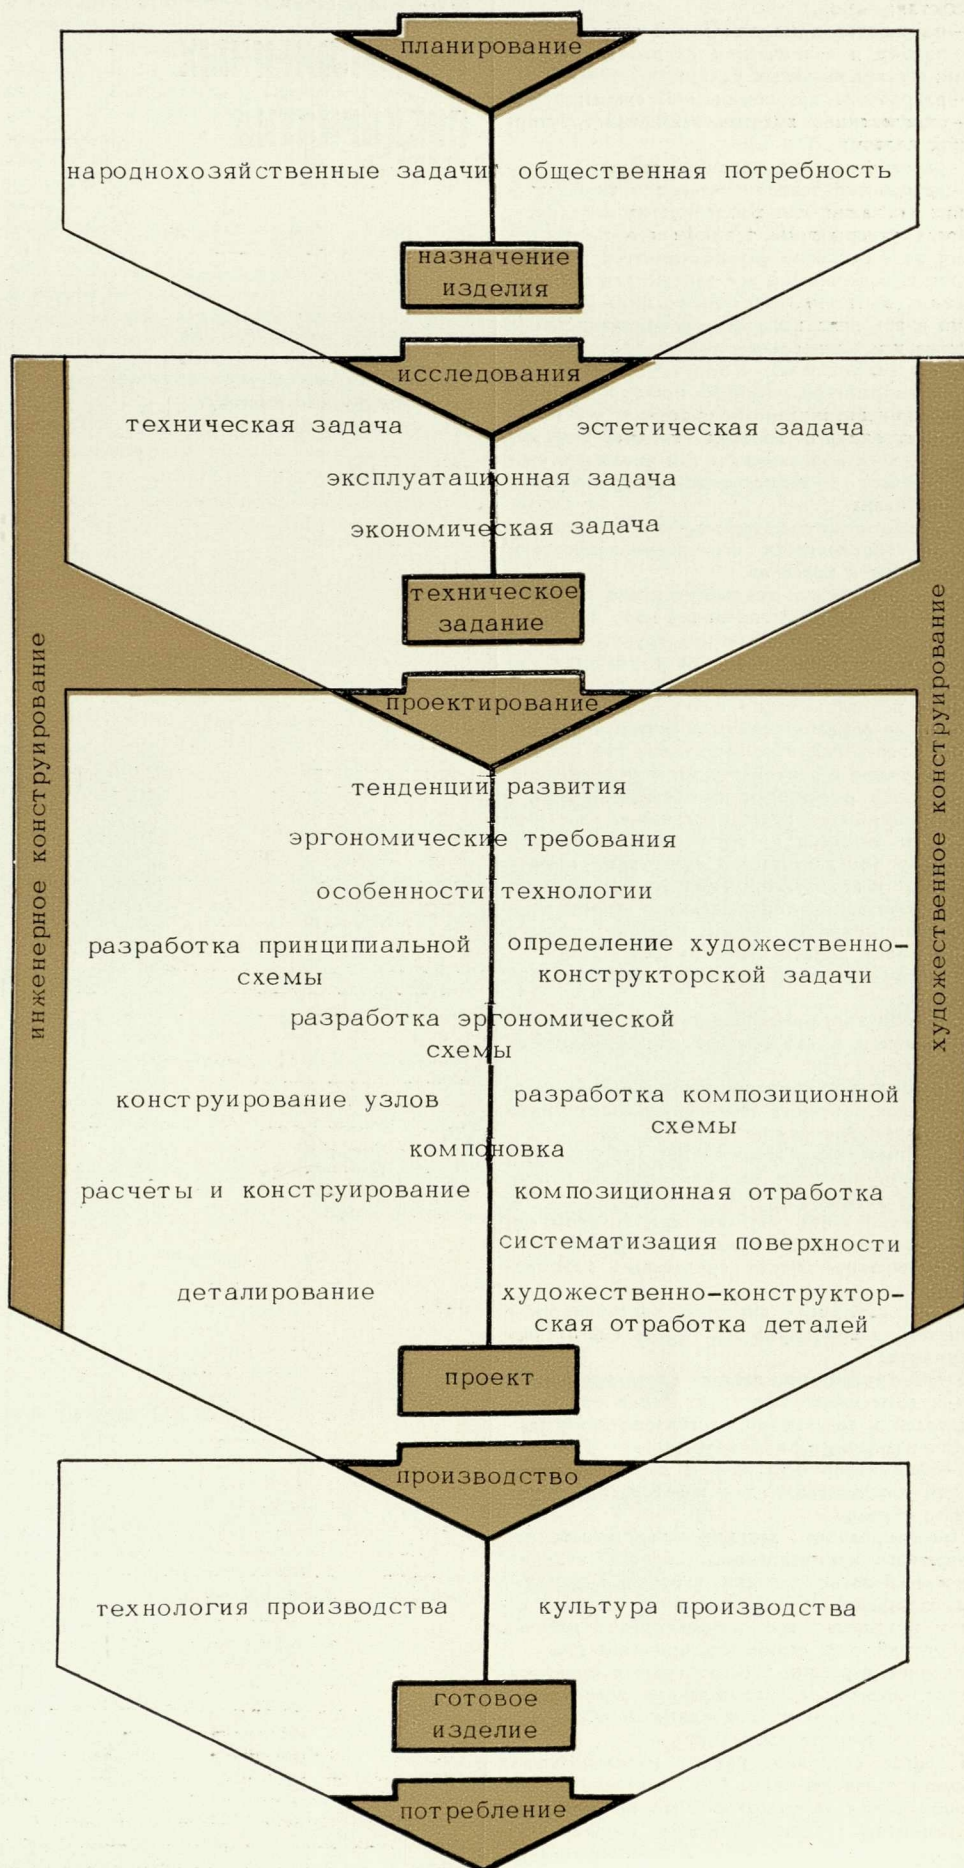 планирование
народнохозяйственные задачи общественная потребность
назначение
изделия
исследования
техническая задача эстетическая задача
эксплуатационная задача
экономическая задача
техническое
задание
инженерное конструирование
художественное конструирование
проектирование
тенденции развития
эргономические требования
особенности технологии
разработка принципиальной
схемы
определение художественно-
конструкторской задачи
разработка эргономической
схемы
конструирование узлов
разработка композиционной
схемы
компоновка
расчеты и конструирование
композиционная отработка
систематизация поверхности
деталирование
художественно-конструктор-
ская отработка деталей
проект
производство
технология производства культура производства
готовое
изделие
потребление